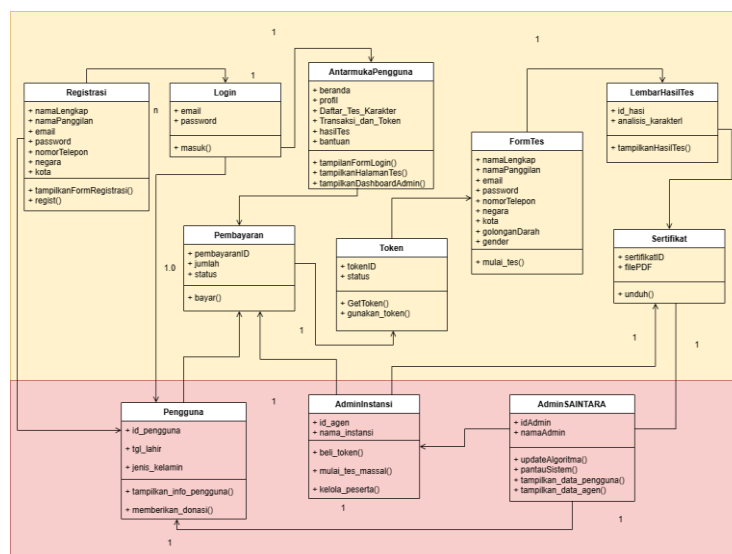 1
1
1
Registrasi
+ namaLengkap
+ namaPanggilan
+ email
+ password
+ nomorTelepon
+ negara
+ kota
+ tampilkanFormRegistrasi()
+ regist()
n
Login
+ email
+ password
+ masuk()
AntarmukaPengguna
+ beranda
+ profil
+ Daftar_Tes_Karakter
+ Transaksi_dan_Token
+ hasilTes
+ bantuan
+ tampilanFormLogin()
+ tampilkanHalamanTes()
+ tampilkanDashboardAdmin()
FormTes
+ namaLengkap
+ namaPanggilan
+ email
+ password
+ nomorTelepon
+ negara
+ kota
+ golonganDarah
+ gender
+ mulai_tes()
LembarHasilTes
+ id_hasi
+ analisis_karakterl
+ tampilkanHasilTes()
Pembayaran
+ pembayaranID
+ jumlah
+ status
+ bayar()
1.0
Token
+ tokenID
+ status
+ GetToken()
+ gunakan_token()
1
Sertifikat
+ sertifikatID
+ filePDF
+ unduh()
1
1
Pengguna
+ id_pengguna
+ tgl_lahir
+ jenis_kelamin
+ tampilkan_info_pengguna()
+ memberikan_donasi()
1
AdminInstansi
+ id_agen
+ nama_instansi
+ beli_token()
+ mulai_tes_massal()
+ kelola_peserta()
AdminSAINTARA
+ idAdmin
+ namaAdmin
+ updateAlgoritma()
+ pantauSistem()
+ tampilkan_data_pengguna()
+ tampilkan_data_agen()
1
1
1